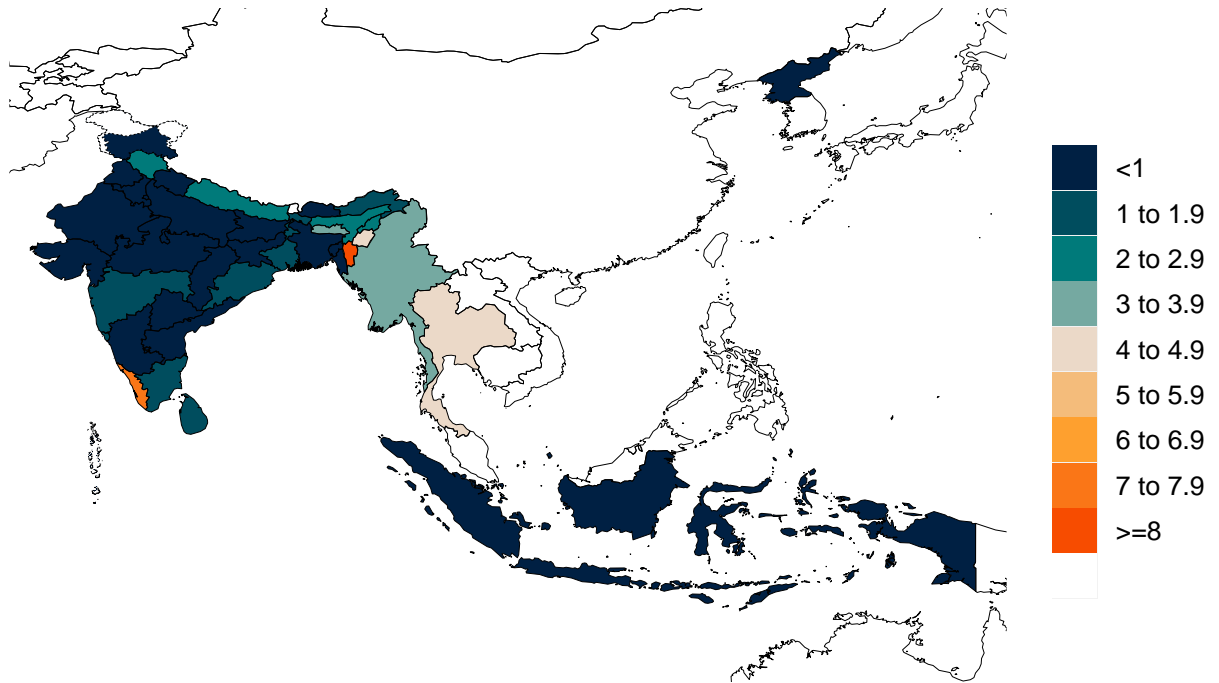 <1
1 to 1.9
2 to 2.9
3 to 3.9
4 to 4.9
5 to 5.9
6 to 6.9
7 to 7.9
>=8